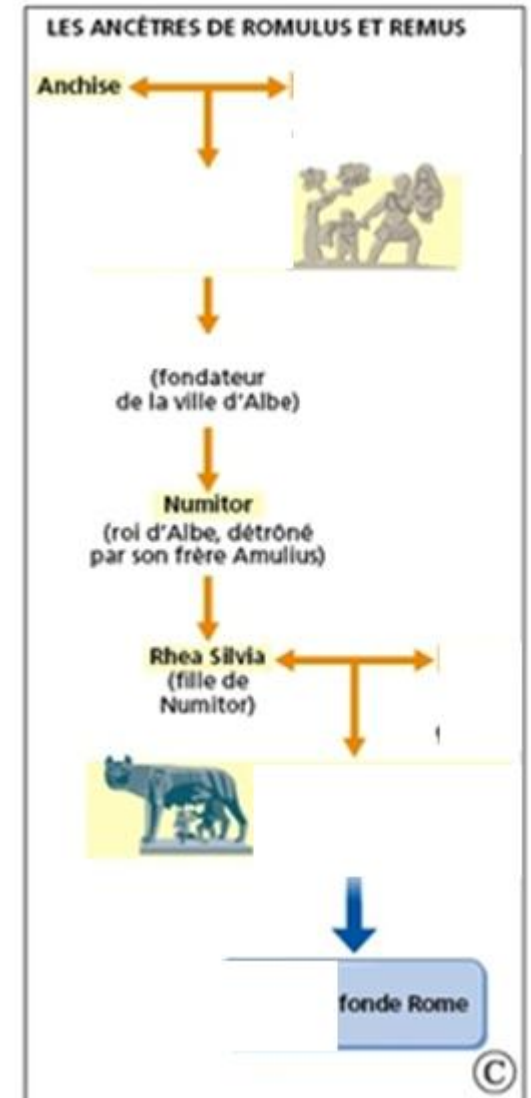 LES ANCÊTRES DE ROMULUS ET REMUS
Anchise
(fondateur
de la ville d'Albe)
Numitor
(roi d'Albe, détrôné
par son frère Amulius)
Rhea Silvia
(fille de
Numitor)
fonde Rome
©